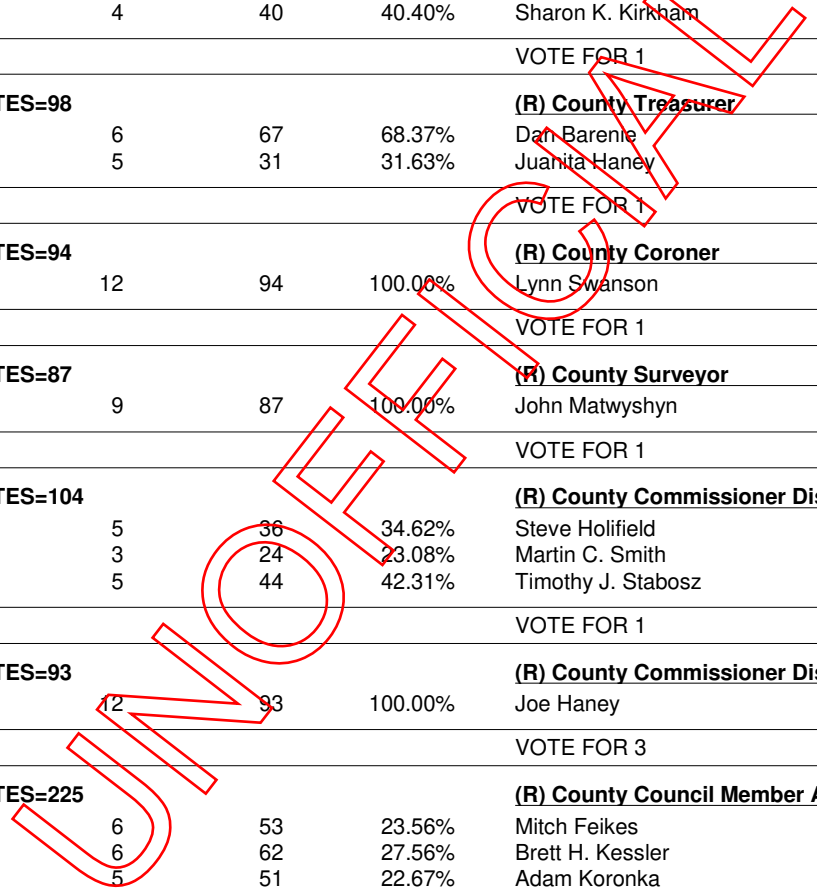 4 40 40.40% Sharon K. Kirkham
VOTE FOR 1
TES=98 (R) County Treasurer
6 67 68.37% Dan Barenie
5 31 31.63% Juanita Haney
VOTE FOR 1
TES=94 (R) County Coroner
12 94 100.00% Lynn Swanson
VOTE FOR 1
TES=87 (R) County Surveyor
9 87 100.00% John Matwyshyn
VOTE FOR 1
TES=104 (R) County Commissioner Dis
5 36 34.62% Steve Holifield
3 24 23.08% Martin C. Smith
5 44 42.31% Timothy J. Stabosz
VOTE FOR 1
TES=93 (R) County Commissioner Dis
12 93 100.00% Joe Haney
VOTE FOR 3
TES=225 (R) County Council Member A
6 53 23.56% Mitch Feikes
6 62 27.56% Brett H. Kessler
5 51 22.67% Adam Koronka
UNOFFICIAL